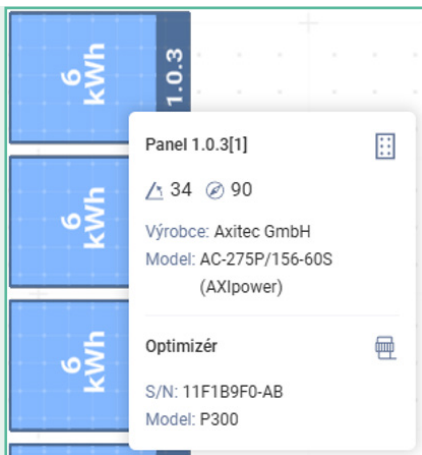 6
kWh
1.0.3
Panel 1.0.3[1]
34 90
Výrobce: Axitec GmbH
Model: AC-275P/156-60S
(AXIpower)
6
kWh
Optimizér
6
kWh
S/N: 11F1B9F0-AB
Model: P300